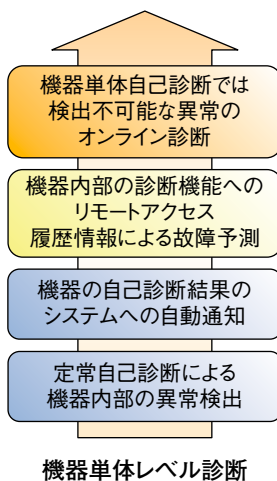 機器単体自己診断では
検出不可能な異常の
オンライン診断
機器内部の診断機能への
リモートアクセス
履歴情報による故障予測
機器の自己診断結果の
システムへの自動通知
定常自己診断による
機器内部の異常検出
機器単体レベル診断